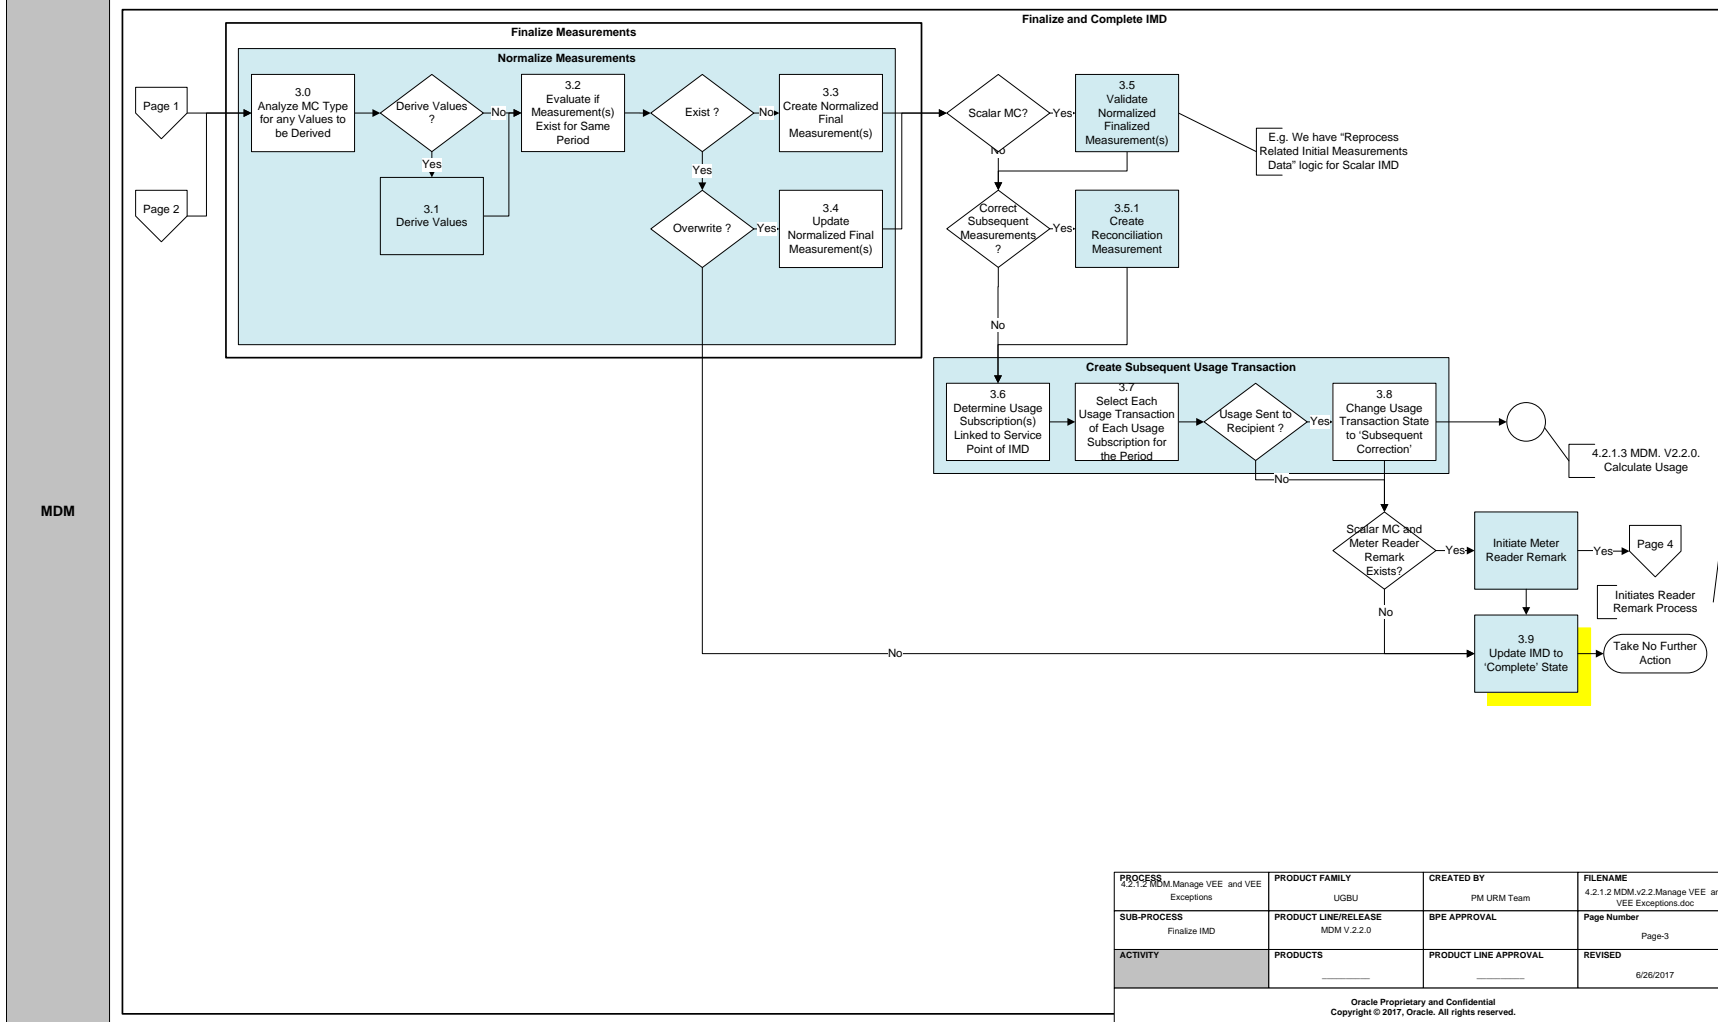 Finalize and Complete IMD
Finalize Measurements
Normalize Measurements
MDM
Page 1
Page 2
3.0
Analyze MC Type
for any Values to
be Derived
Derive Values
?
No
Yes
3.1
Derive Values
3.2
Evaluate if
Measurement(s)
Exist for Same
Period
Exist ?
No
Yes
3.3
Create Normalized
Final
Measurement(s)
Overwrite ?
Yes
3.4
Update
Normalized Final
Measurement(s)
Scalar MC?
Yes
No
3.5
Validate
Normalized
Finalized
Measurement(s)
E.g. We have “Reprocess
Related Initial Measurements
Data” logic for Scalar IMD
Correct
Subsequent
Measurements
?
Yes
3.5.1
Create
Reconciliation
Measurement
No
Create Subsequent Usage Transaction
3.6
Determine Usage
Subscription(s)
Linked to Service
Point of IMD
3.7
Select Each
Usage Transaction
of Each Usage
Subscription for
the Period
Usage Sent to
Recipient ?
Yes
3.8
Change Usage
Transaction State
to ‘Subsequent
Correction’
4.2.1.3 MDM. V2.2.0.
Calculate Usage
No
Scalar MC and
Meter Reader
Remark
Exists?
Yes
Initiate Meter
Reader Remark
Yes
Page 4
Initiates Reader
Remark Process
No
No
3.9
Update IMD to
‘Complete’ State
Take No Further
Action
PROCESS
4.2.1.2 MDM.Manage VEE and VEE
Exceptions
PRODUCT FAMILY
UGBU
CREATED BY
PM URM Team
FILENAME
4.2.1.2 MDM.v2.2.Manage VEE
VEE Exceptions.doc
SUB-PROCESS
Finalize IMD
PRODUCT LINE/RELEASE
MDM V.2.2.0
BPE APPROVAL
Page Number
Page-3
ACTIVITY
PRODUCTS
PRODUCT LINE APPROVAL
REVISED
6/26/2017
Oracle Proprietary and Confidential
Copyright © 2017, Oracle. All rights reserved.